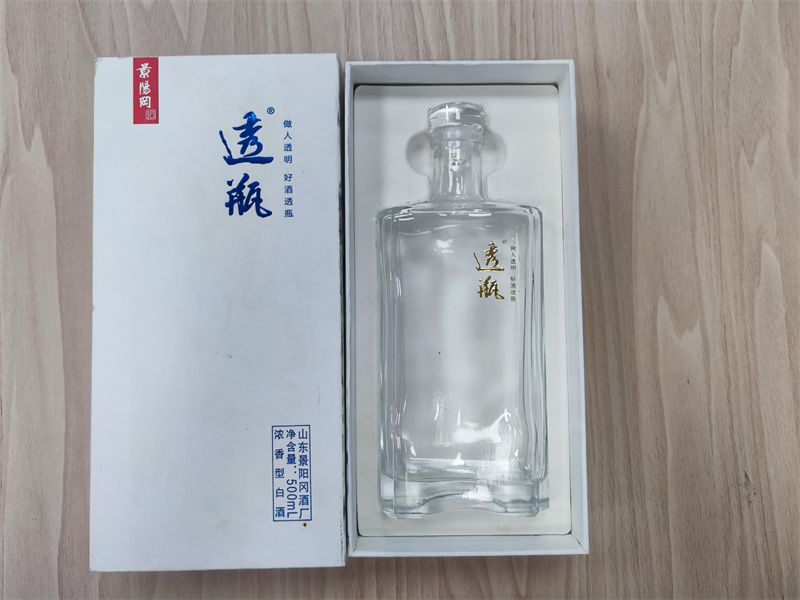 景陽岡
透瓶®
做人透明 好酒透瓶
山东景阳冈酒厂
净含量：500mL
浓香型白酒
透瓶
做人透明 好酒透瓶